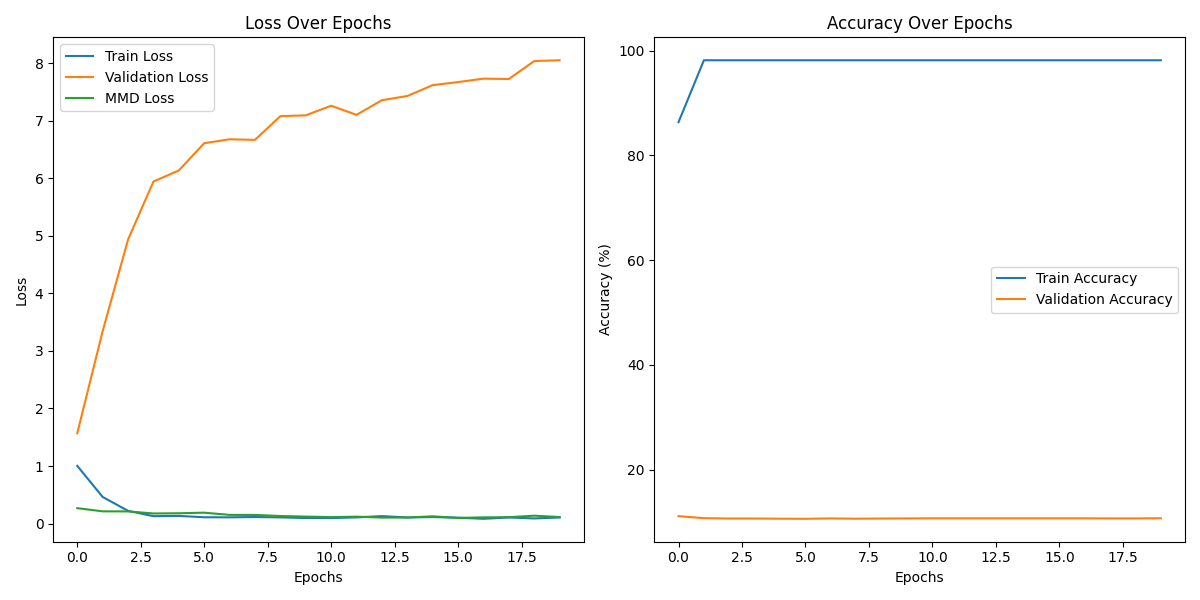 Loss Over Epochs
Train Loss
Validation Loss
MMD Loss
Loss
8
7
6
5
4
3
2
1
0
0.0 2.5 5.0 7.5 10.0 12.5 15.0 17.5
Epochs
Accuracy Over Epochs
Accuracy (%)
100
80
60
40
20
Train Accuracy
Validation Accuracy
0.0 2.5 5.0 7.5 10.0 12.5 15.0 17.5
Epochs